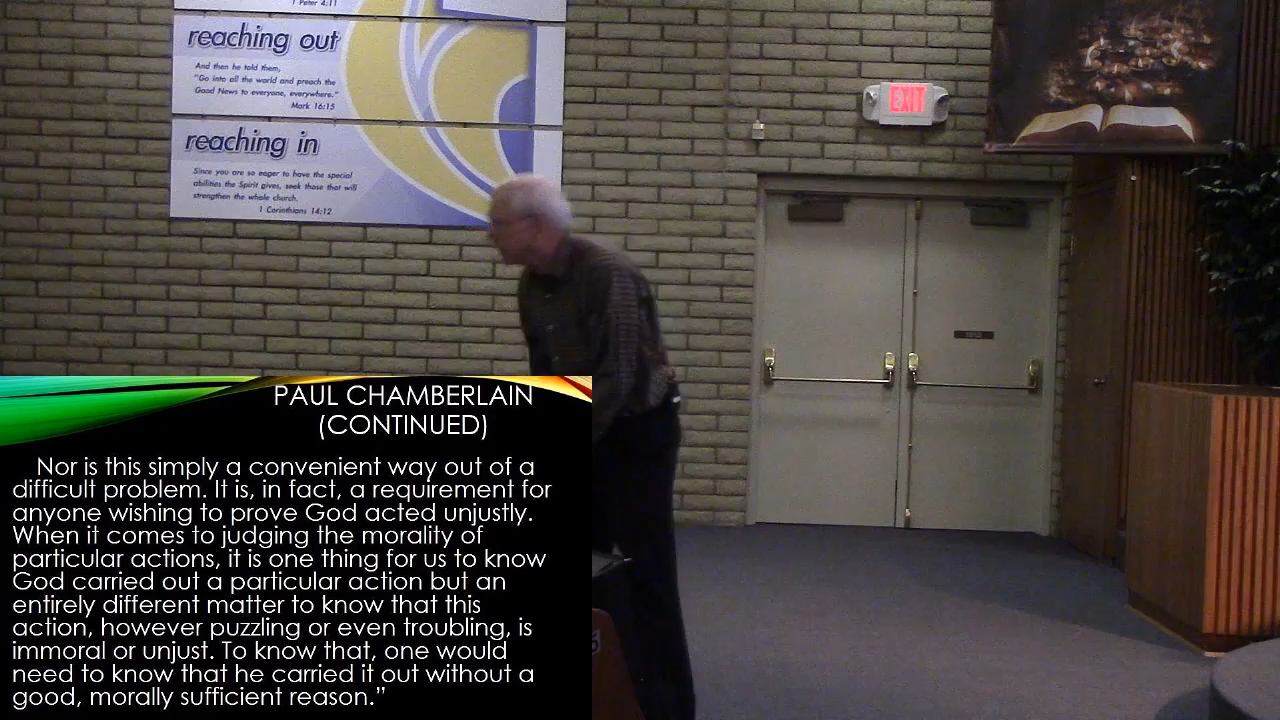 1 Peter 4:11
reaching out
And then he told them,
"Go into all the world and preach the
Good News to everyone, everywhere."
Mark 16:15
reaching in
Since you are so eager to have the special
abilities the Spirit gives, seek those that will
strengthen the whole church.
1 Corinthians 14:12
EXIT
PAUL CHAMBERLAIN
(CONTINUED)
Nor is this simply a convenient way out of a
difficult problem. It is, in fact, a requirement for
anyone wishing to prove God acted unjustly.
When it comes to judging the morality of
particular actions, it is one thing for us to know
God carried out a particular action but an
entirely different matter to know that this
action, however puzzling or even troubling, is
immoral or unjust. To know that, one would
need to know that he carried it out without a
good, morally sufficient reason.”